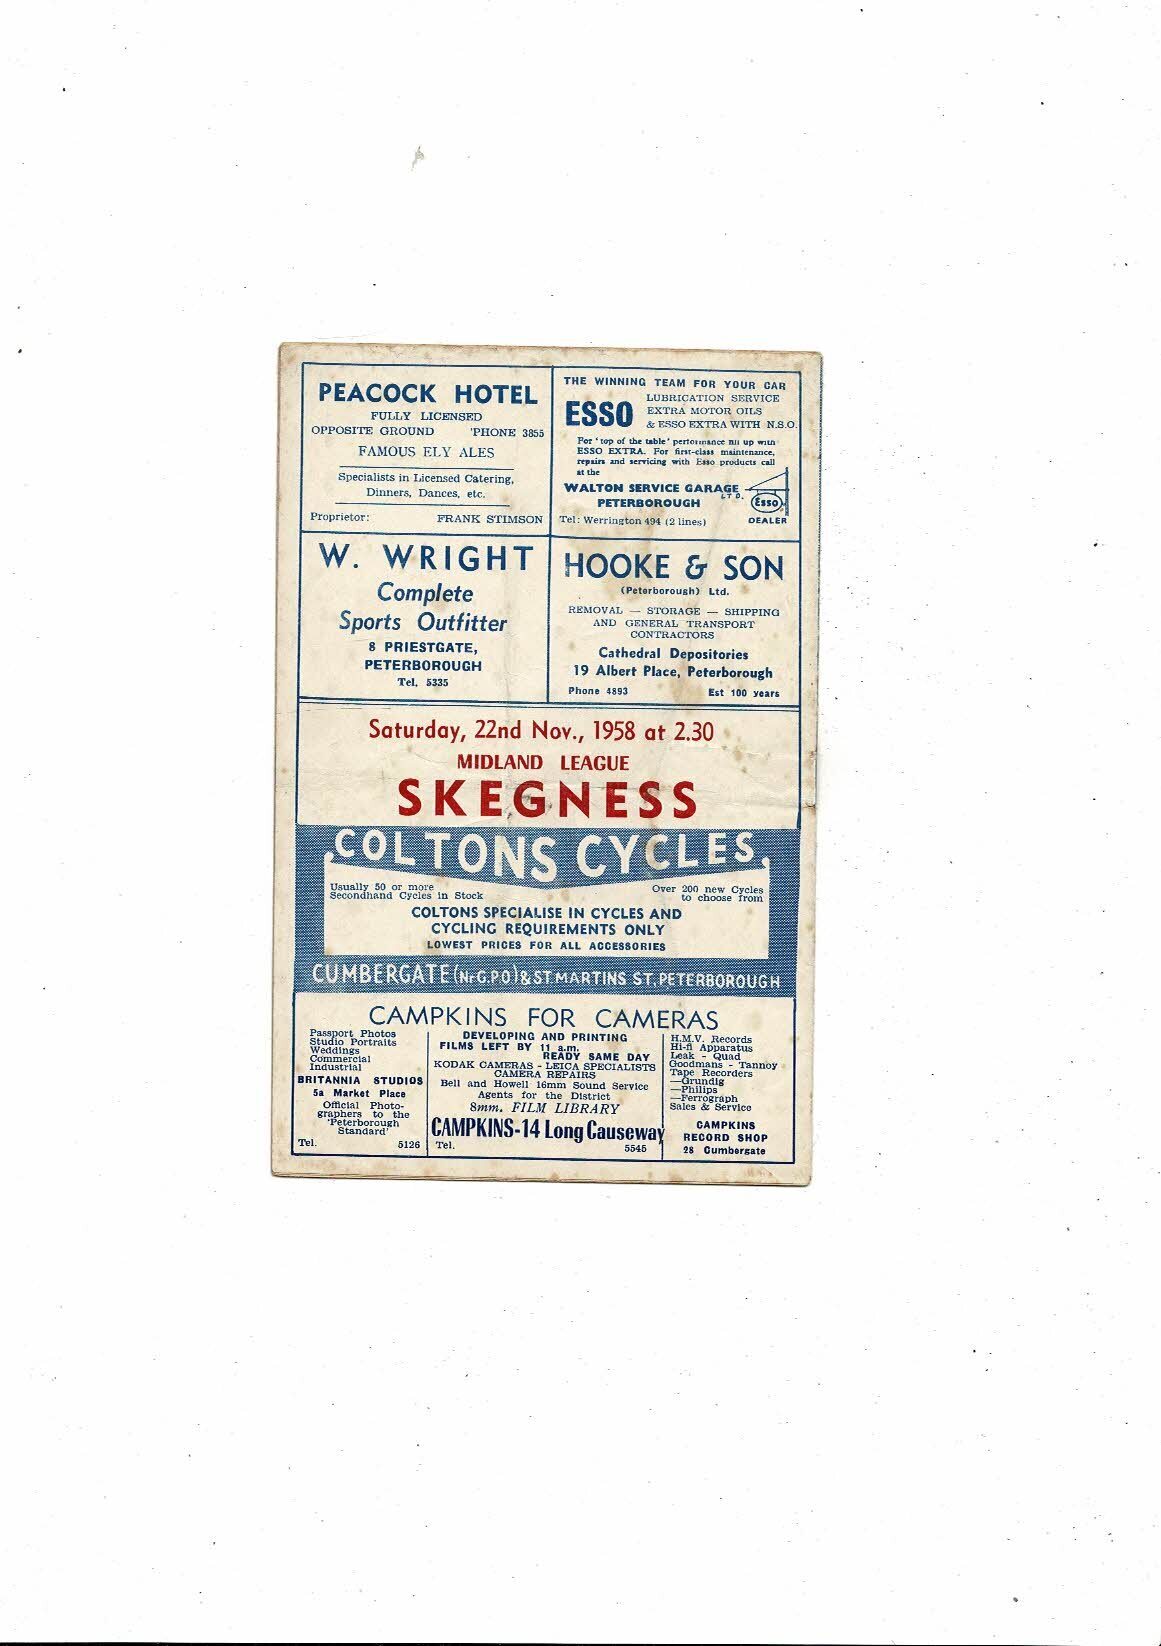 PEACOCK HOTEL
FULLY LICENSED
OPPOSITE GROUND 'PHONE 3855
FAMOUS ELY ALES
Specialists in Licensed Catering,
Dinners, Dances, etc.
Proprietor: FRANK STIMSON
THE WINNING TEAM FOR YOUR CAR
ESSO
LUBRICATION SERVICE
EXTRA MOTOR OILS
& ESSO EXTRA WITH N.S.O.
For 'top of the table' performance fill up with
ESSO EXTRA. For first-class maintenance,
repairs and servicing with Esso products call
at the
WALTON SERVICE GARAGE
LTD.
PETERBOROUGH
Esso
Tel: Werrington 494 (2 lines) DEALER
W. WRIGHT
Complete
Sports Outfitter
8 PRIESTGATE,
PETERBOROUGH
Tel. 5335
HOOKE & SON
(Peterborough) Ltd.
REMOVAL — STORAGE — SHIPPING
AND GENERAL TRANSPORT
CONTRACTORS
Cathedral Depositories
19 Albert Place, Peterborough
Phone 4893 Est 100 years
Saturday, 22nd Nov., 1958 at 2.30
MIDLAND LEAGUE
SKEGNESS
COLTONS CYCLES
Usually 50 or more
Secondhand Cycles in Stock
Over 200 new Cycles
to choose from
COLTONS SPECIALISE IN CYCLES AND
CYCLING REQUIREMENTS ONLY
LOWEST PRICES FOR ALL ACCESSORIES
CUMBERGATE (Nr G.P.O) & ST. MARTINS ST. PETERBOROUGH
CAMPKINS FOR CAMERAS
Passport Photos
Studio Portraits
Weddings
Commercial
Industrial
BRITANNIA STUDIOS
5a Market Place
Official Photo-
graphers to the
'Peterborough
Standard'
Tel. 5126
DEVELOPING AND PRINTING
FILMS LEFT BY 11 a.m.
READY SAME DAY
KODAK CAMERAS - LEICA SPECIALISTS
CAMERA REPAIRS
Bell and Howell 16mm Sound Service
Agents for the District
8mm. FILM LIBRARY
CAMPKINS-14 Long Causeway
Tel. 5545
H.M.V. Records
Hi-fi Apparatus
Leak - Quad
Goodmans - Tannoy
Tape Recorders
—Grundig
—Philips
—Ferrograph
Sales & Service
CAMPKINS
RECORD SHOP
28 Cumbergate